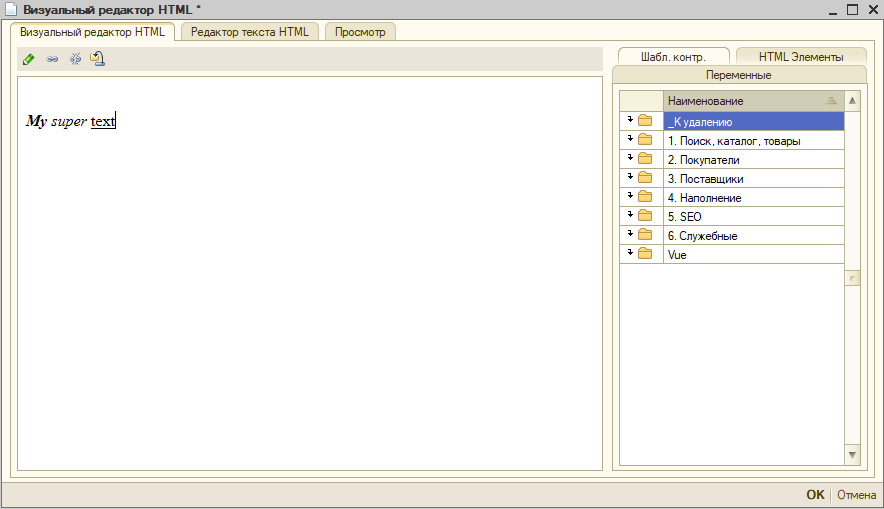 Визуальный редактор HTML *
Визуальный редактор HTML
Редактор текста HTML
Просмотр
Шабл. контр.
HTML Элементы
Переменные
My super text
Наименование
_К удалению
1. Поиск, каталог, товары
2. Покупатели
3. Поставщики
4. Наполнение
5. SEO
6. Служебные
Vue
OK
Отмена